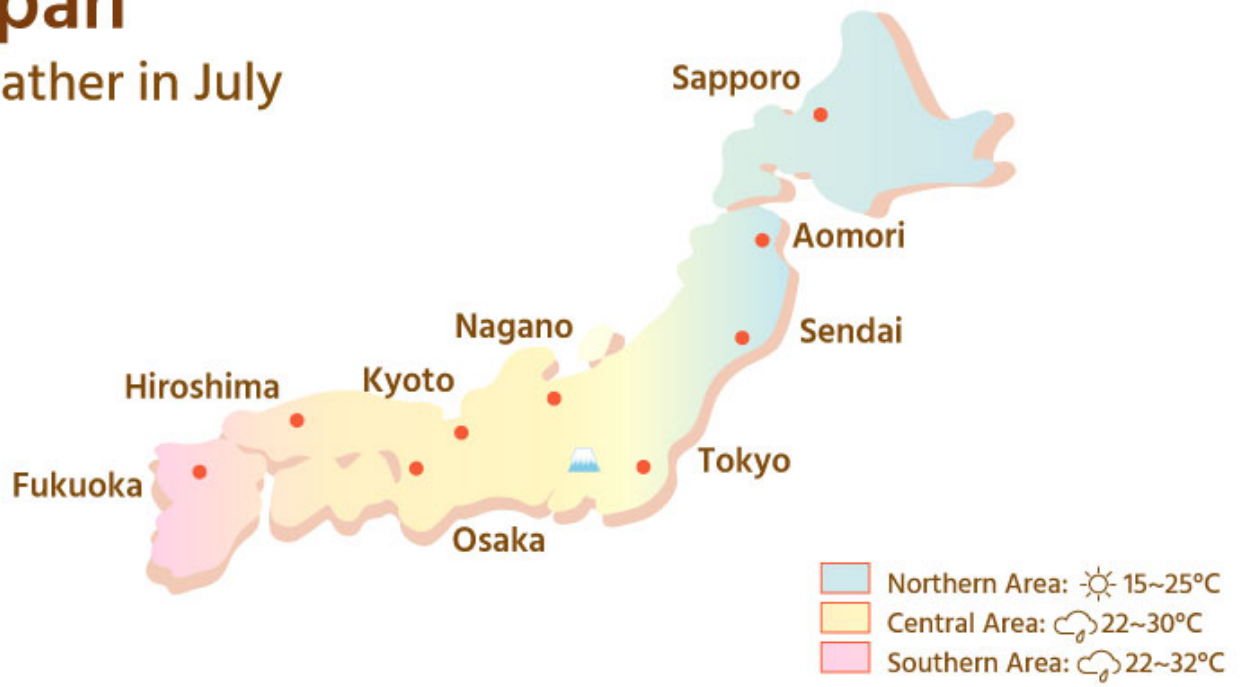 pan
ather in July
Sapporo
Aomori
Nagano
Sendai
Hiroshima
Kyoto
Tokyo
Fukuoka
Osaka
Northern Area: 15~25°C
Central Area: 22~30°C
Southern Area: 22~32°C